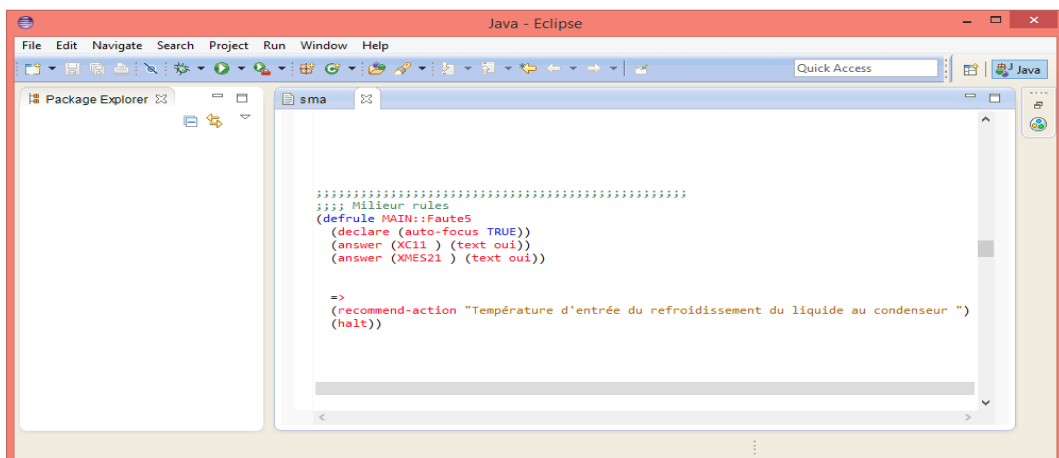 Java - Eclipse
File Edit Navigate Search Project Run Window Help
Quick Access
Java
Package Explorer
sma
;;;;;;;;;;;;;;;;;;;;;;;;;;;;;;;;;;;;;;;;;;;;;;;;;;
;;;; Milieur rules
(defrule MAIN::Faute5
(declare (auto-focus TRUE))
(answer (XC11 ) (text oui))
(answer (XMES21 ) (text oui))
=>
(recommend-action "Température d'entrée du refroidissement du liquide au condenseur ")
(halt))